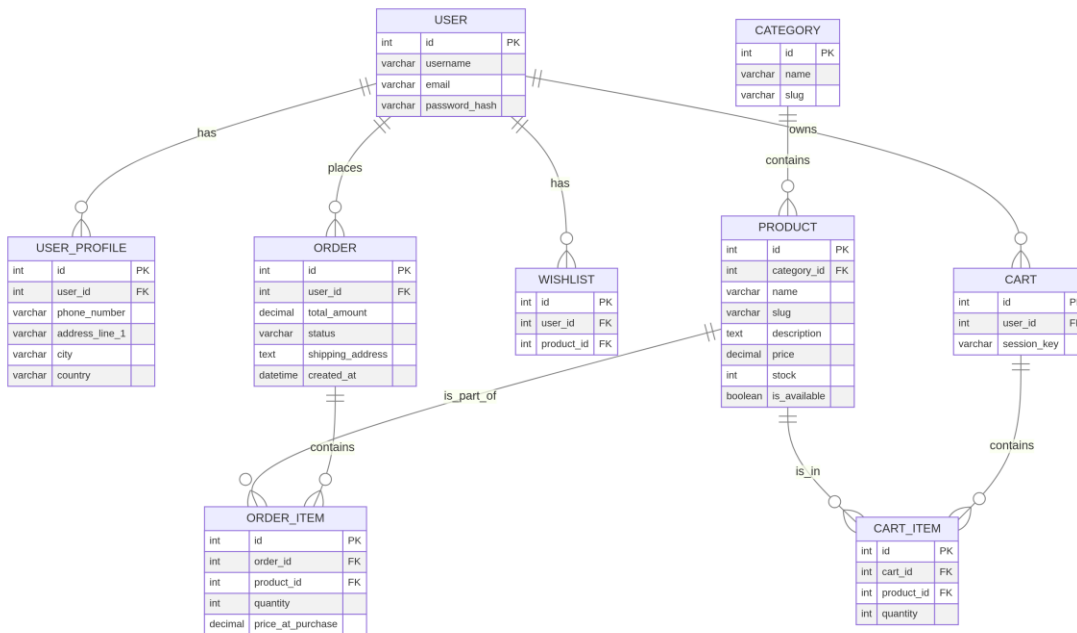 USER
int id PK
varchar username
varchar email
varchar password_hash
CATEGORY
int id PK
varchar name
varchar slug
has
places
has
owns
contains
USER_PROFILE
int id PK
int user_id FK
varchar phone_number
varchar address_line_1
varchar city
varchar country
ORDER
int id PK
int user_id FK
decimal total_amount
varchar status
text shipping_address
datetime created_at
WISHLIST
int id PK
int user_id FK
int product_id FK
PRODUCT
int id PK
int category_id FK
varchar name
varchar slug
text description
decimal price
int stock
boolean is_available
CART
int id PK
int user_id FK
varchar session_key
is_part_of
contains
is_in
contains
ORDER_ITEM
int id PK
int order_id FK
int product_id FK
int quantity
decimal price_at_purchase
CART_ITEM
int id PK
int cart_id FK
int product_id FK
int quantity